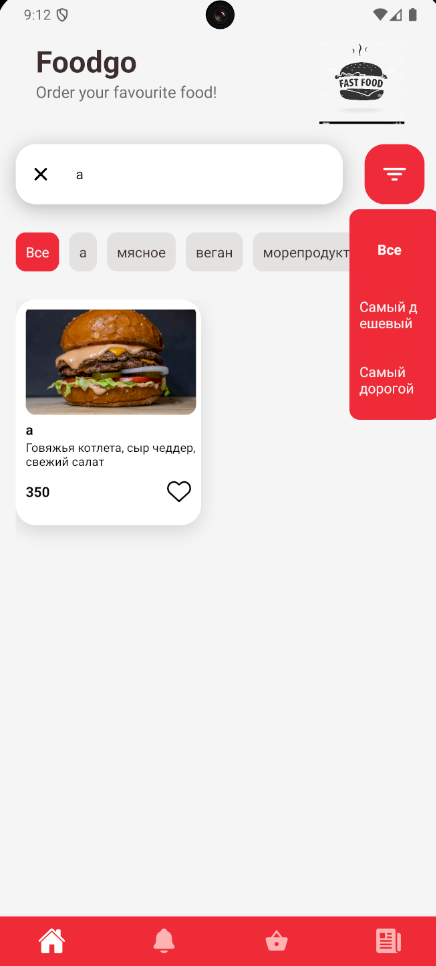 9:12
Foodgo
Order your favourite food!
FAST FOOD
а
Все
а
мясное
веган
морепродукт
Все
Самый д
ешевый
Самый
дорогой
а
Говяжья котлета, сыр чеддер,
свежий салат
350